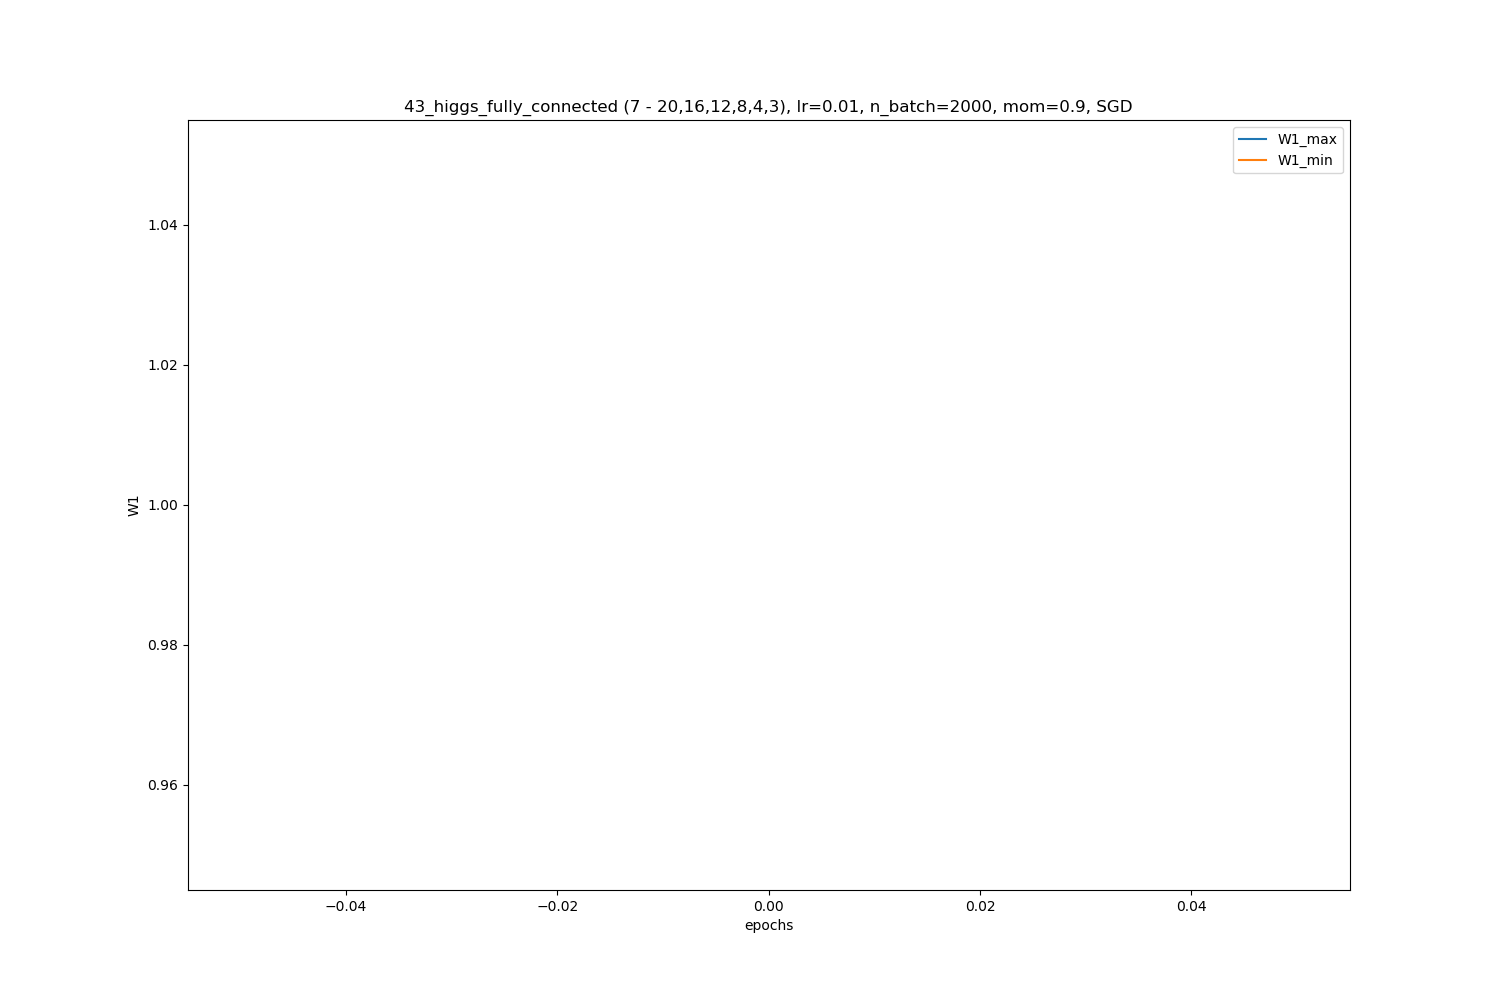 43_higgs_fully_connected (7 - 20,16,12,8,4,3), lr=0.01, n_batch=2000, mom=0.9, SGD
W1_max
W1_min
1.04
1.02
1.00
0.98
0.96
W1
−0.04
−0.02
0.00
0.02
0.04
epochs